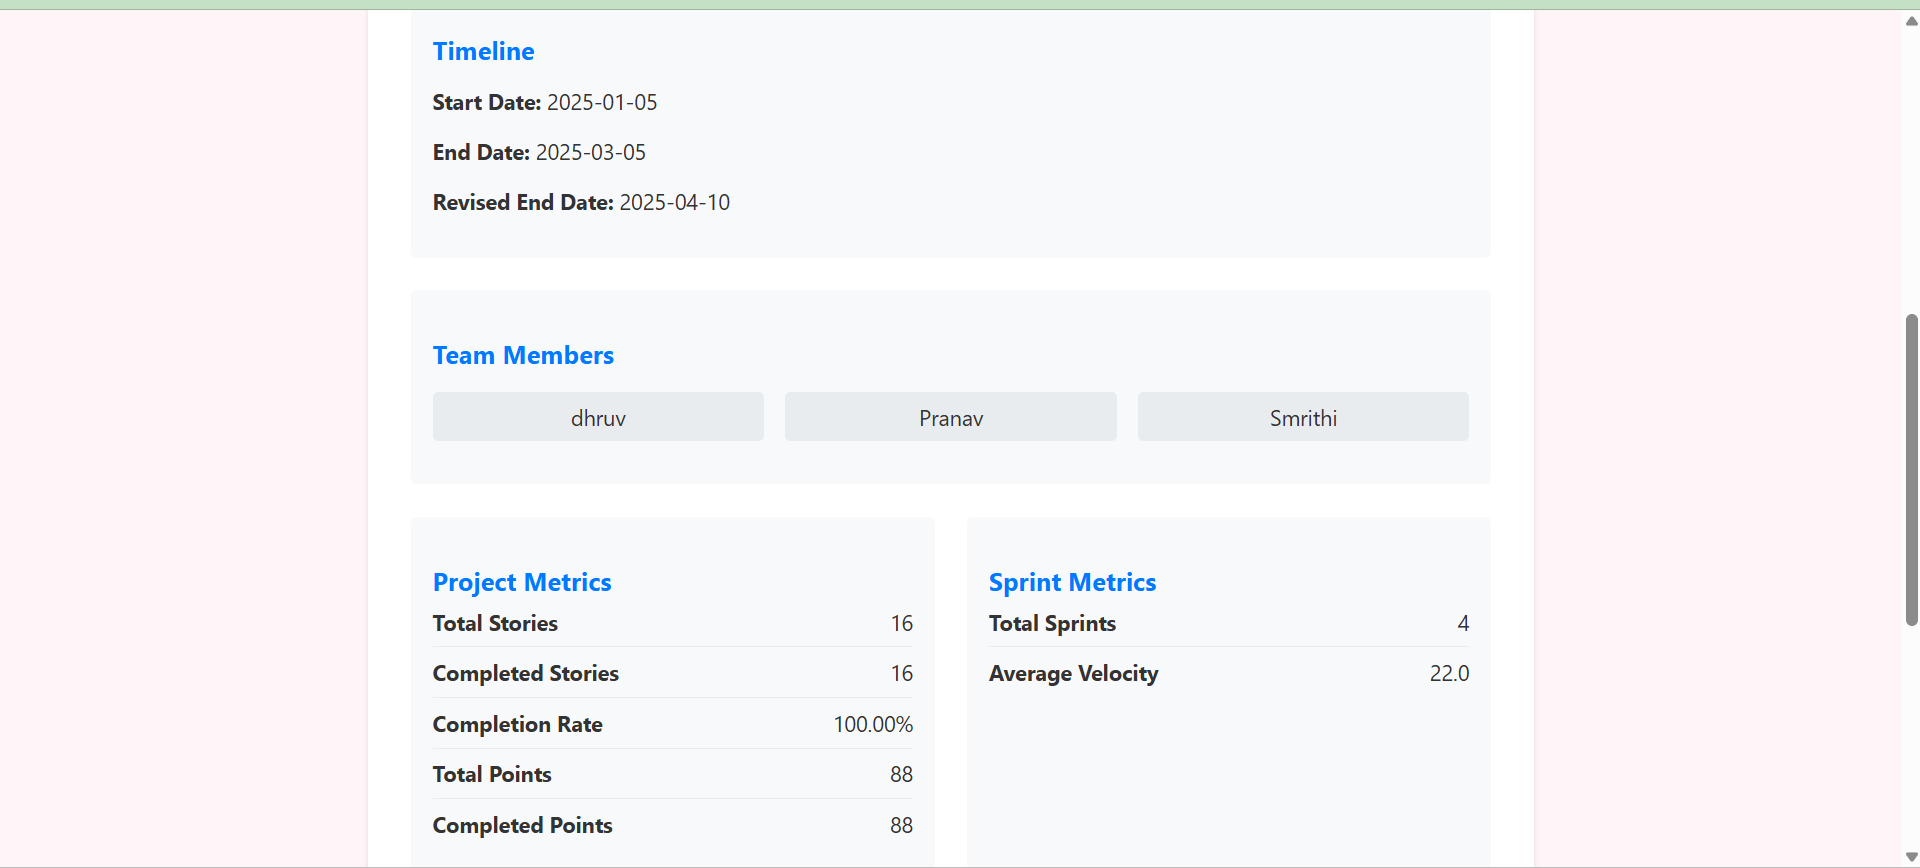 Timeline
Start Date: 2025-01-05
End Date: 2025-03-05
Revised End Date: 2025-04-10
Team Members
dhruv
Pranav
Smrithi
Project Metrics
Total Stories 16
Completed Stories 16
Completion Rate 100.00%
Total Points 88
Completed Points 88
Sprint Metrics
Total Sprints 4
Average Velocity 22.0